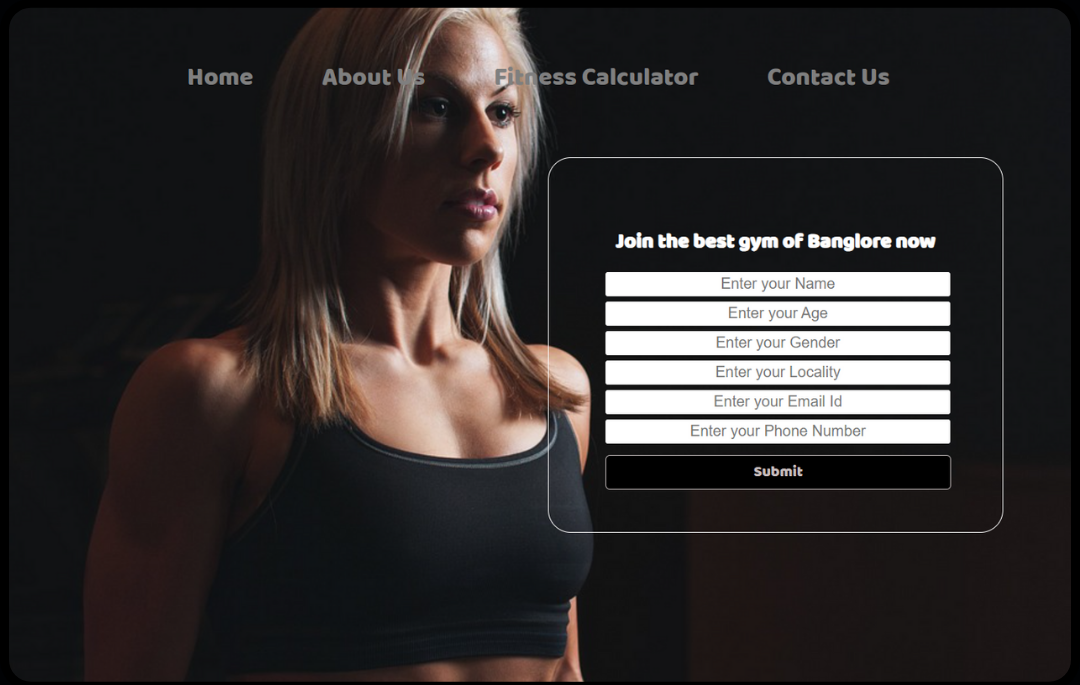 Home About Us Fitness Calculator Contact Us
Join the best gym of Banglore now
Enter your Name
Enter your Age
Enter your Gender
Enter your Locality
Enter your Email Id
Enter your Phone Number
Submit